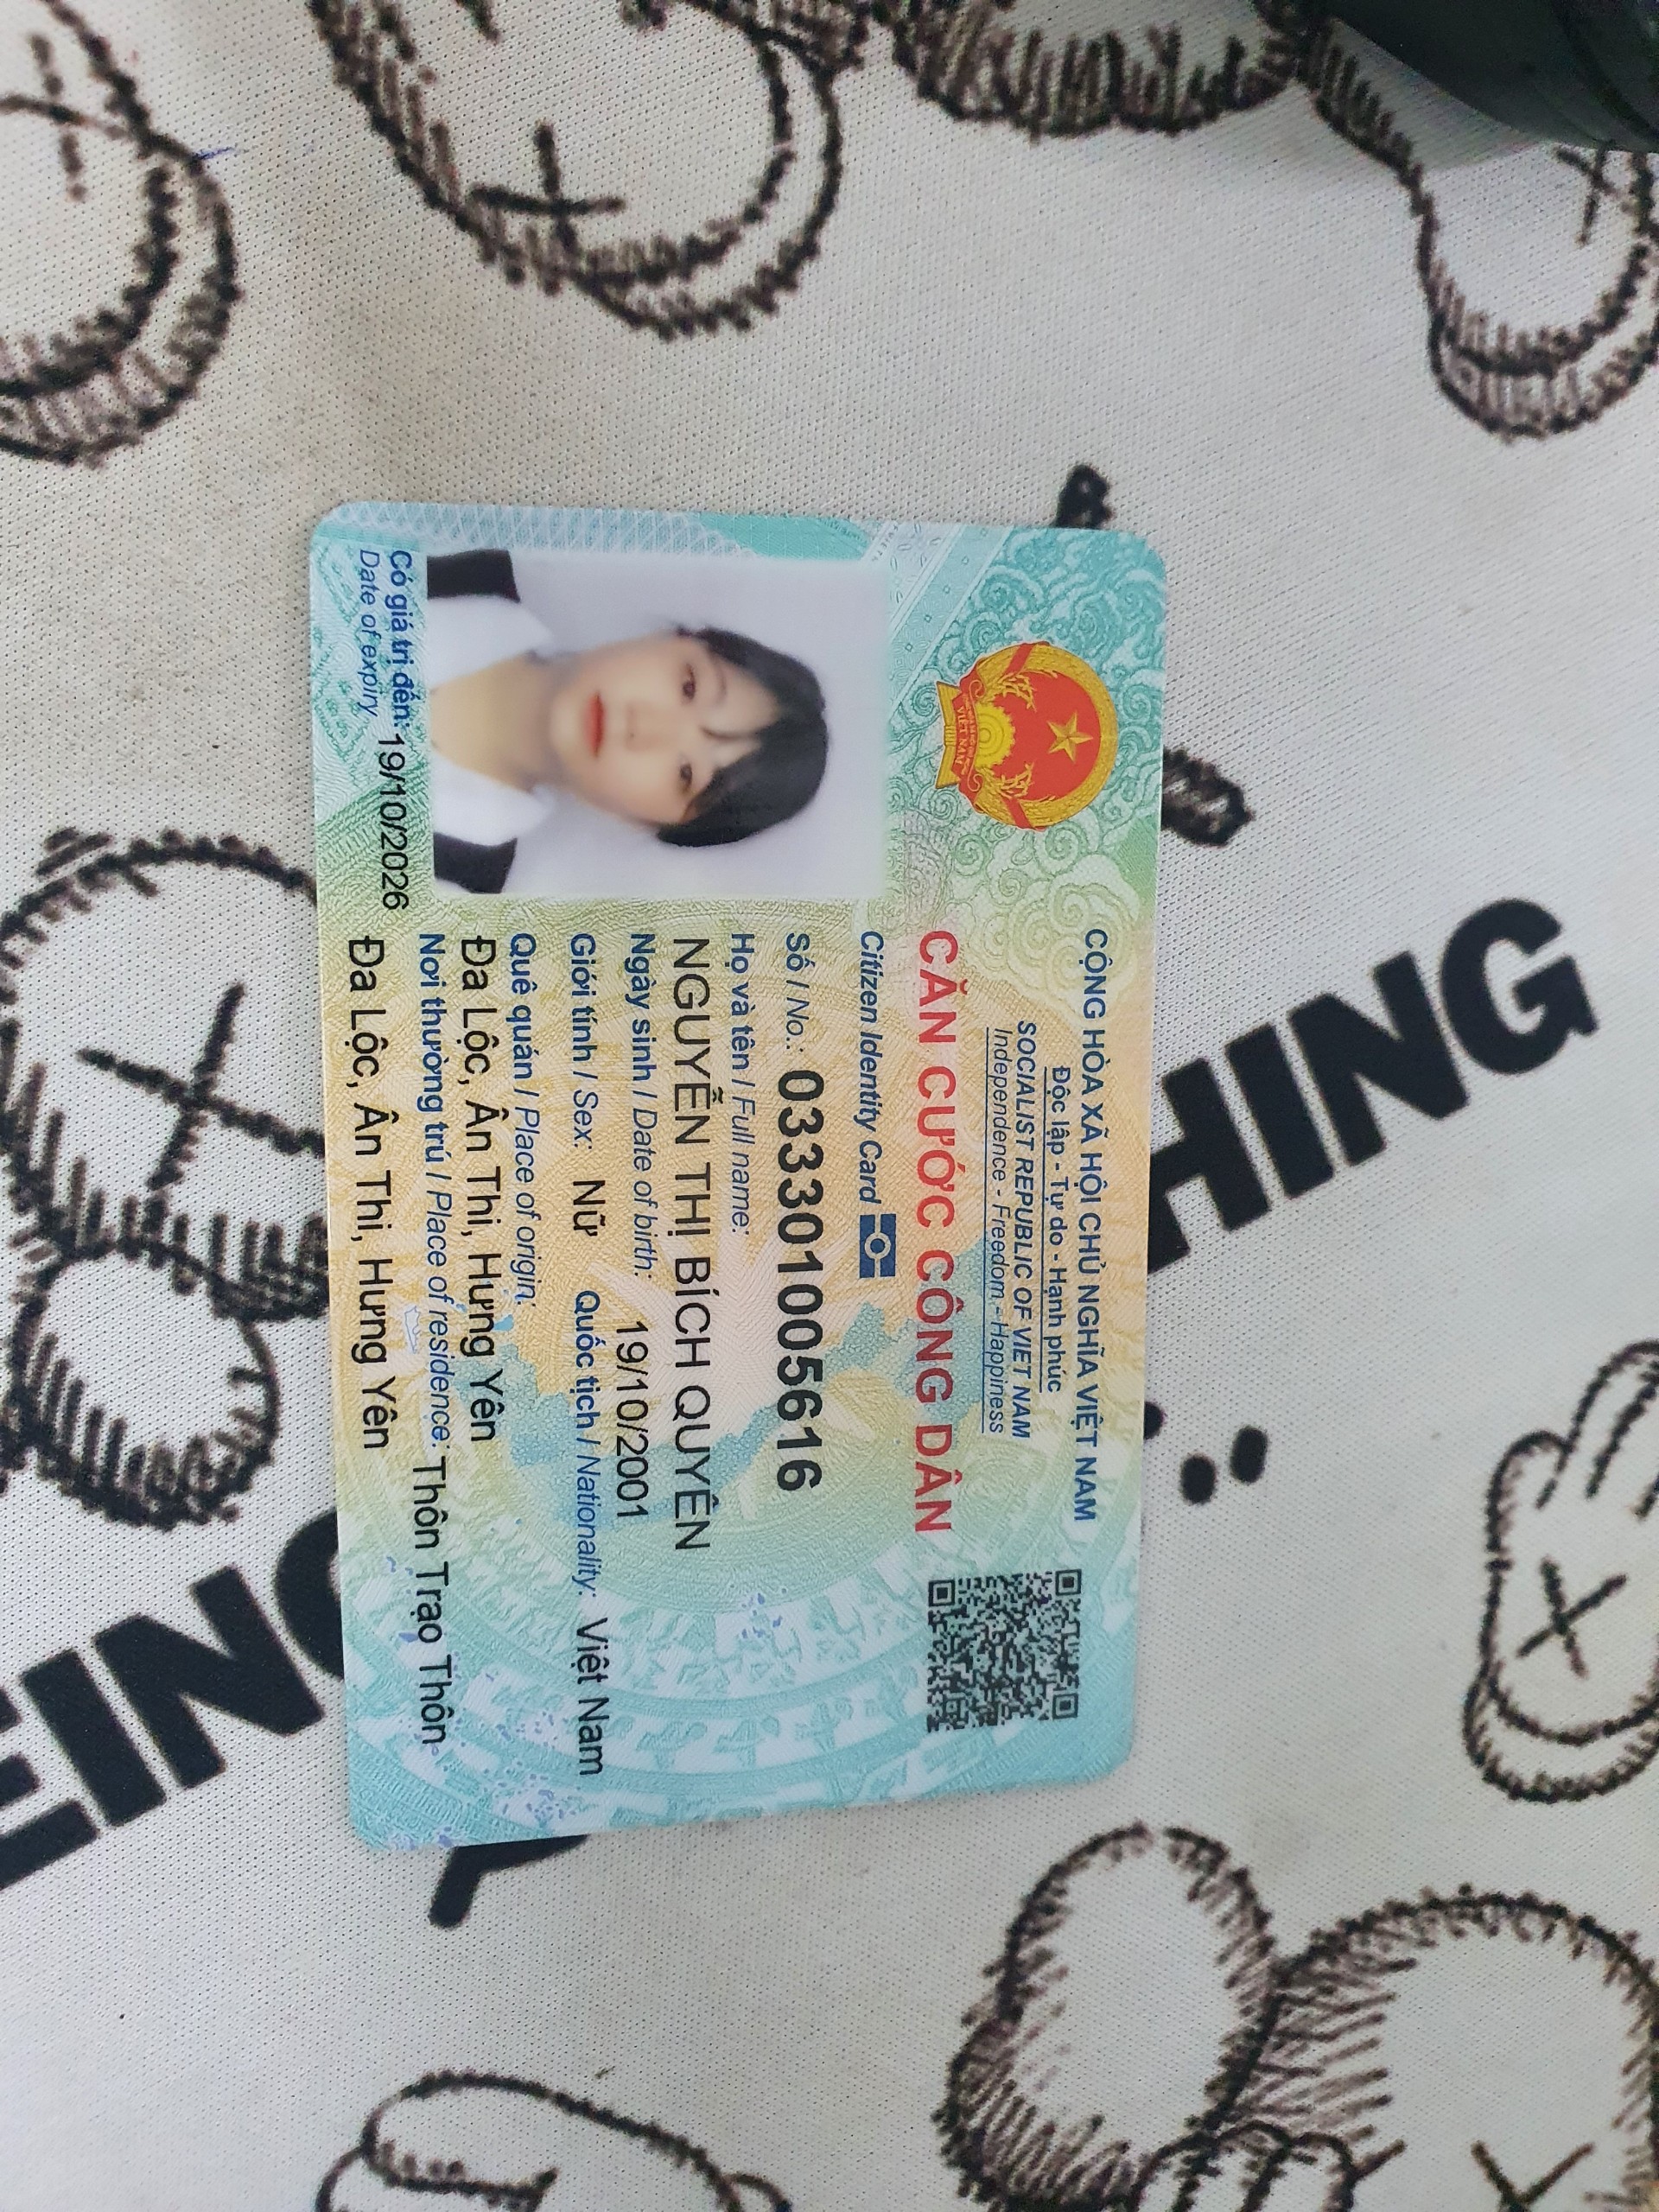 CỘNG HÒA XÃ HỘI CHỦ NGHĨA VIỆT NAM
Độc lập - Tự do - Hạnh phúc
SOCIALIST REPUBLIC OF VIET NAM
Independence - Freedom - Happiness
CĂN CƯỚC CÔNG DÂN
Citizen Identity Card
Số / No.: 033301005616
Họ và tên / Full name:
NGUYỄN THỊ BÍCH QUYÊN
Ngày sinh / Date of birth: 19/10/2001
Giới tính / Sex: Nữ Quốc tịch / Nationality: Việt Nam
Quê quán / Place of origin:
Đa Lộc, Ân Thi, Hưng Yên
Nơi thường trú / Place of residence: Thôn Trạo Thôn
Đa Lộc, Ân Thi, Hưng Yên
Có giá trị đến: 19/10/2026
Date of expiry
VIỆT NAM
HING